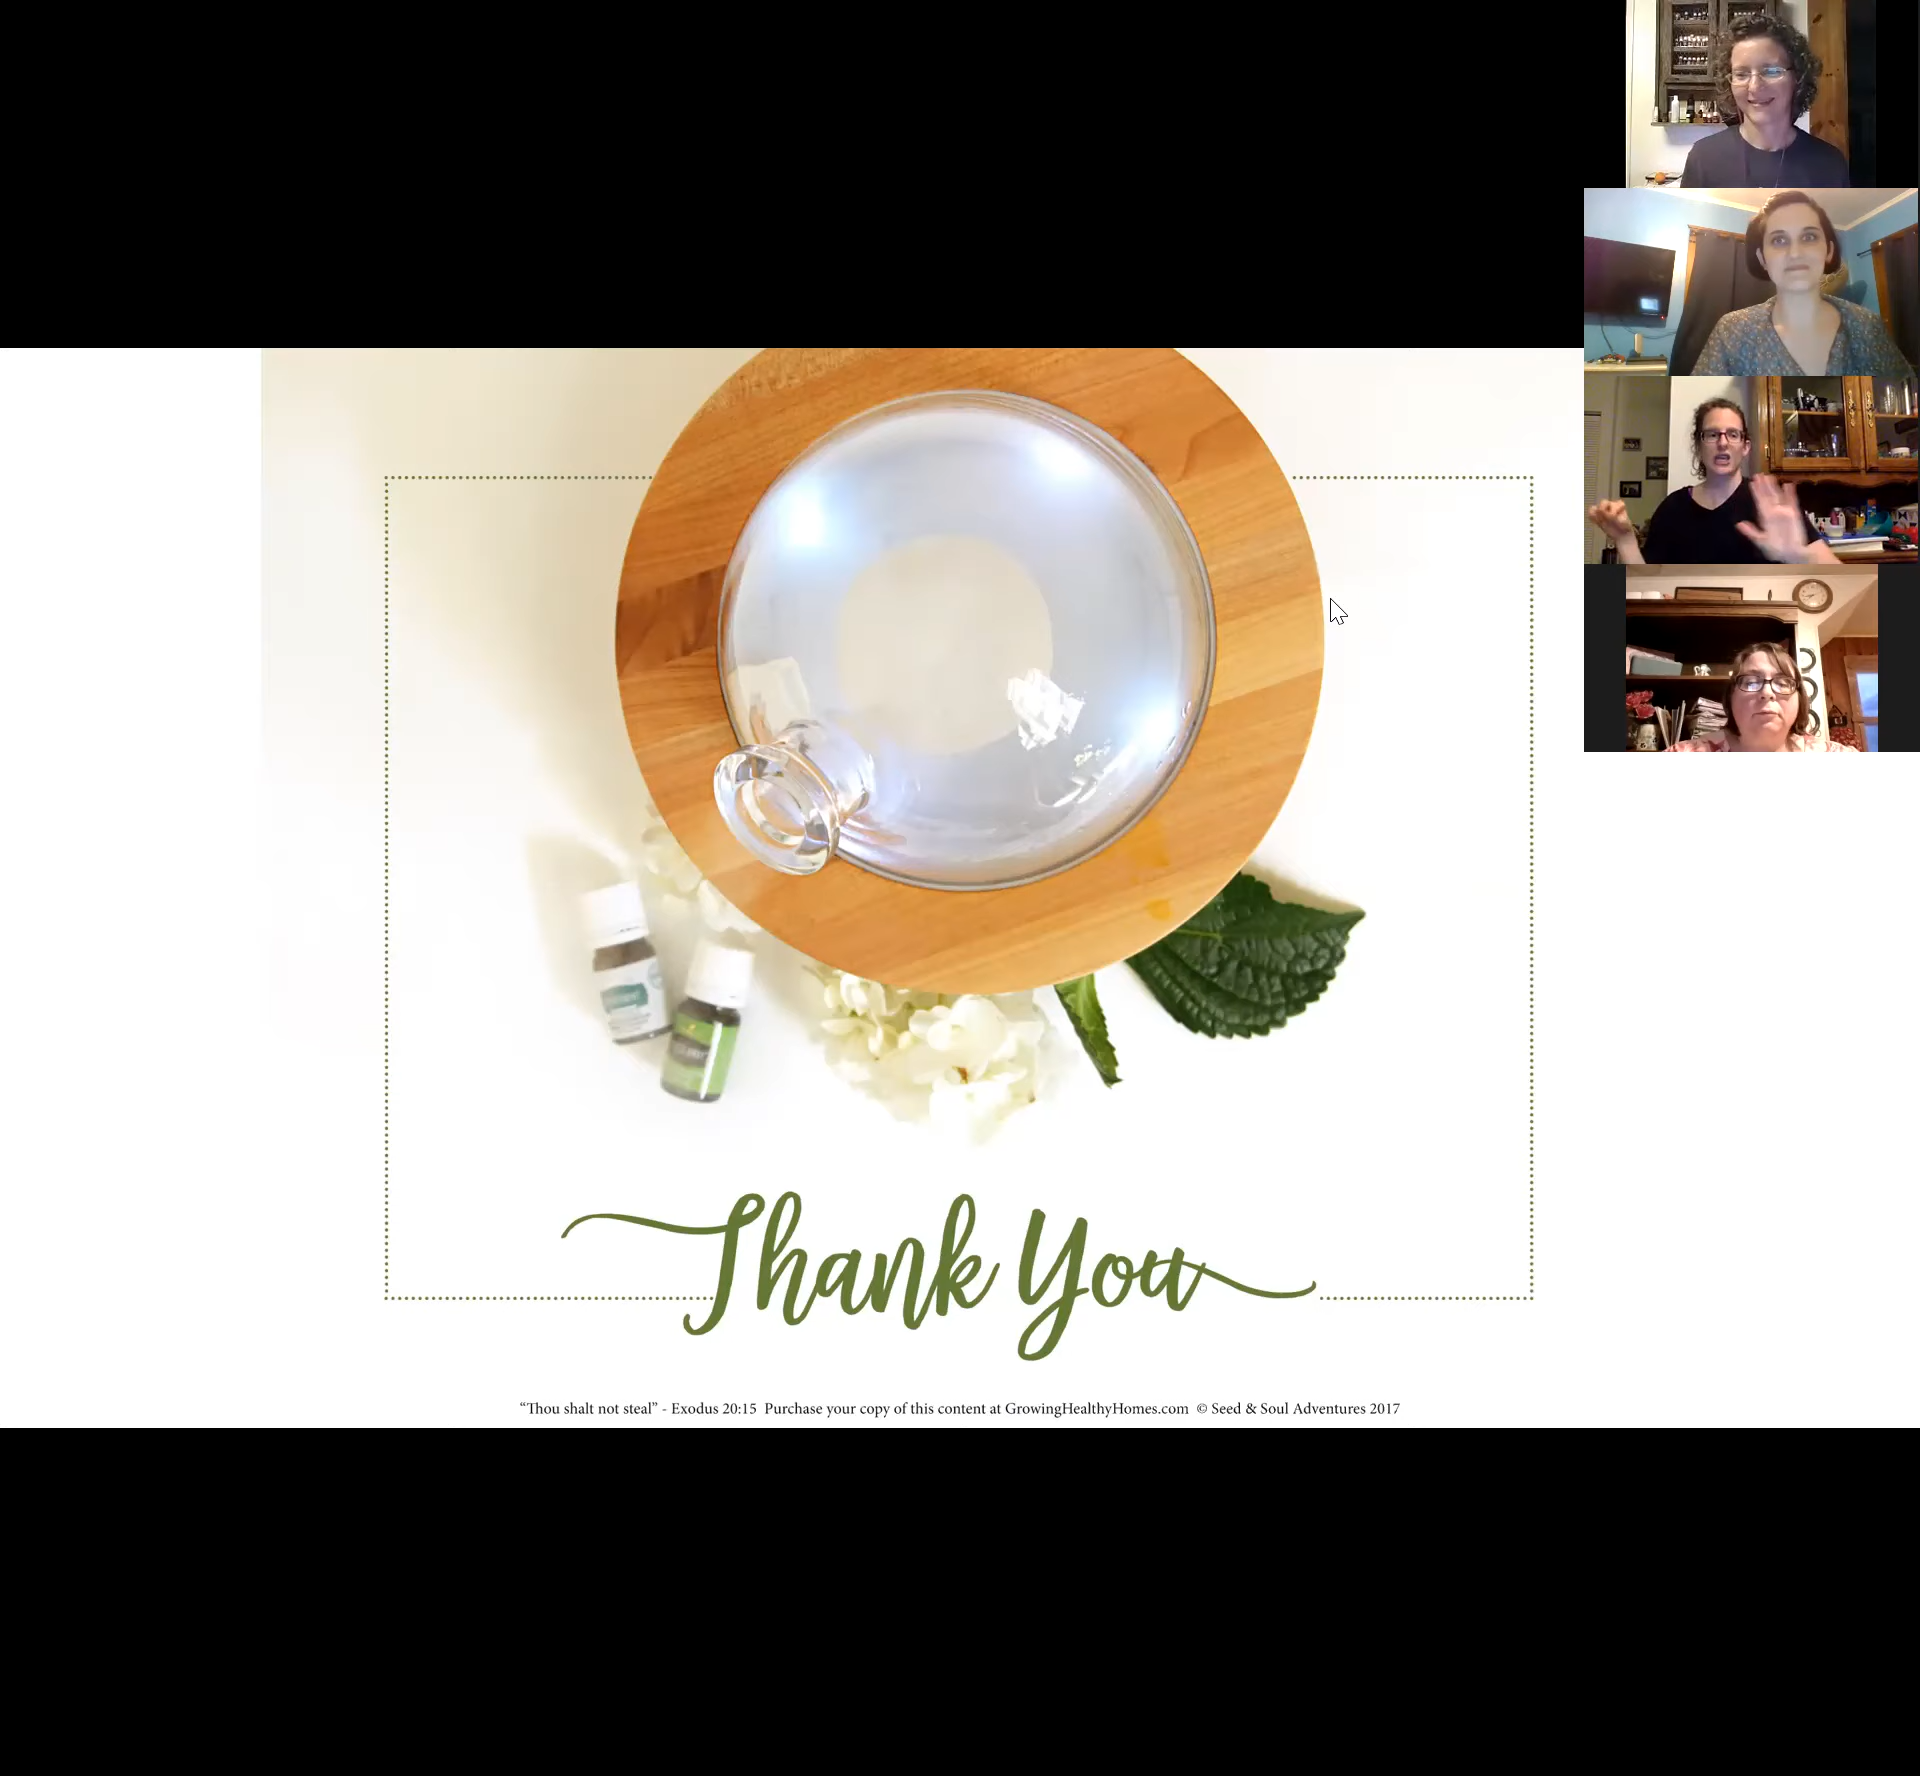 Thank You
“Thou shalt not steal” - Exodus 20:15 Purchase your copy of this content at GrowingHealthyHomes.com © Seed & Soul Adventures 2017